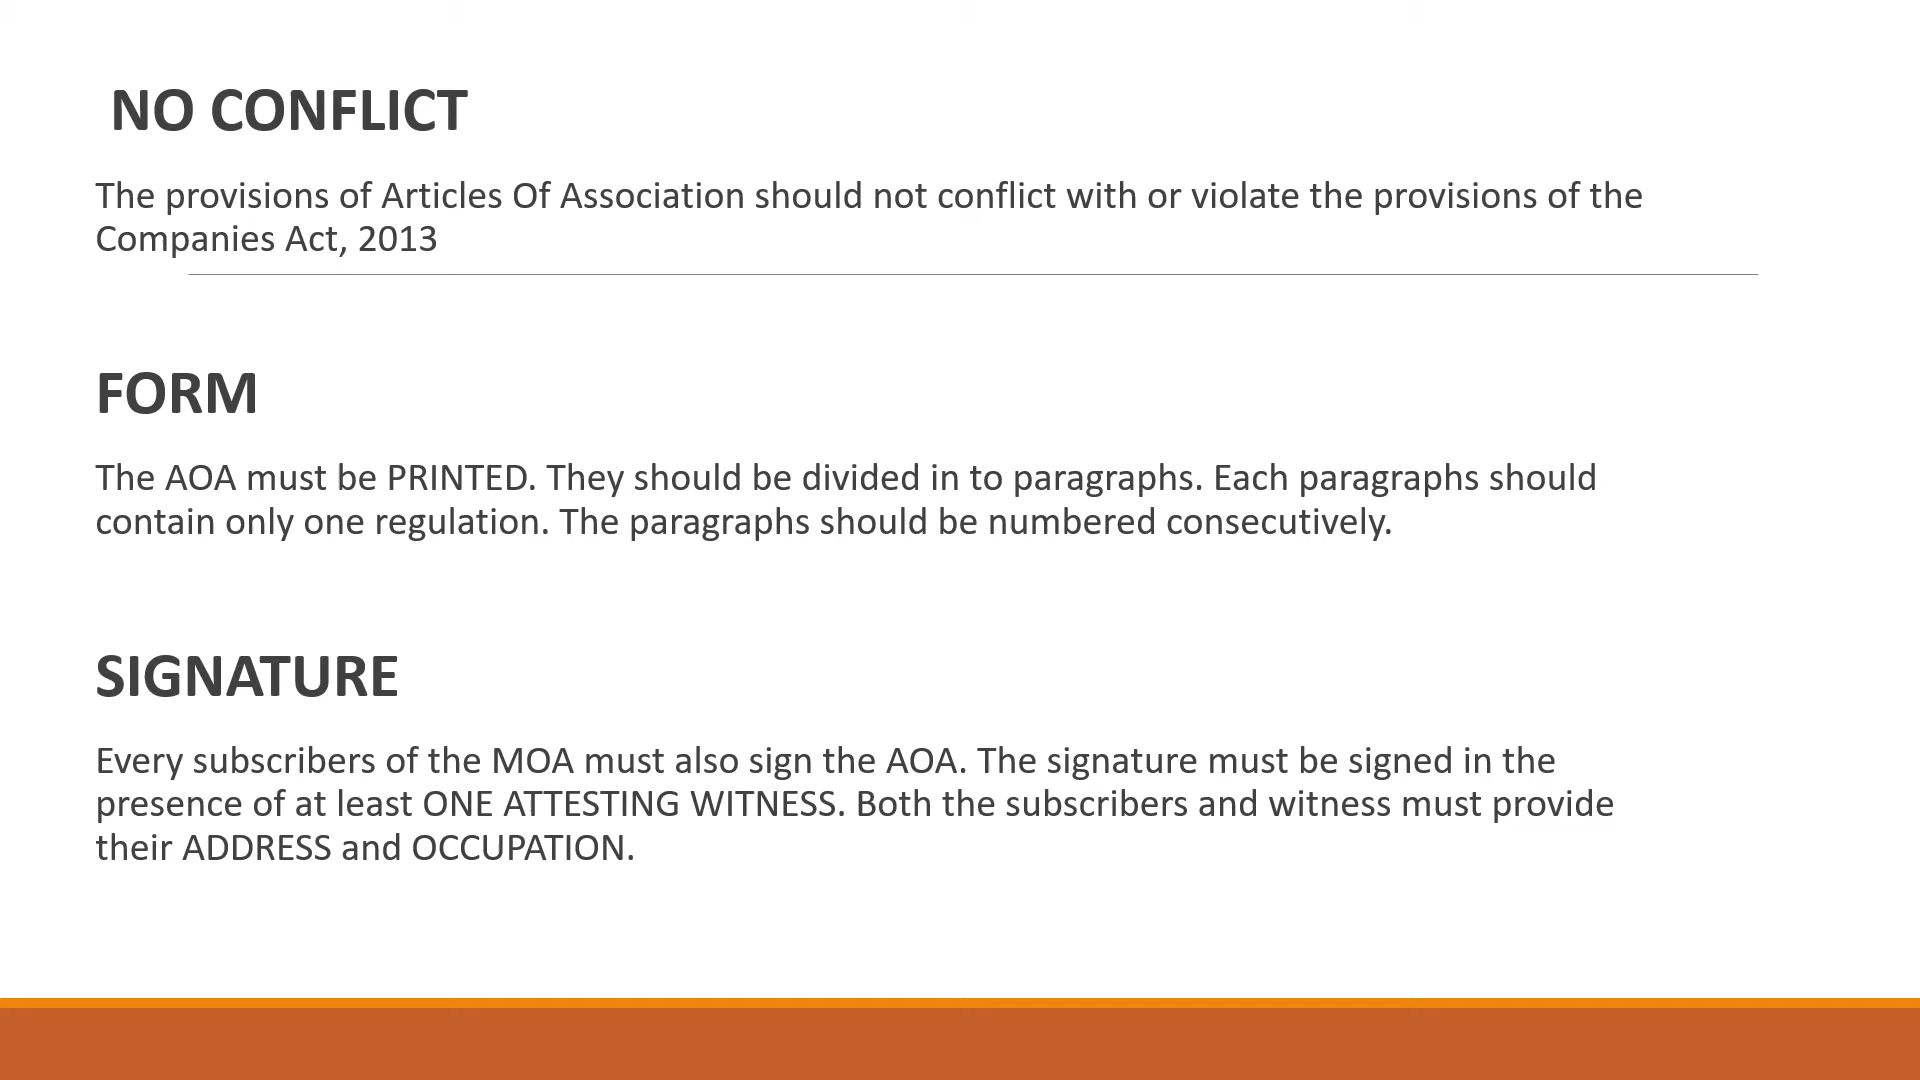 NO CONFLICT
The provisions of Articles Of Association should not conflict with or violate the provisions of the
Companies Act, 2013
FORM
The AOA must be PRINTED. They should be divided in to paragraphs. Each paragraphs should
contain only one regulation. The paragraphs should be numbered consecutively.
SIGNATURE
Every subscribers of the MOA must also sign the AOA. The signature must be signed in the
presence of at least ONE ATTESTING WITNESS. Both the subscribers and witness must provide
their ADDRESS and OCCUPATION.